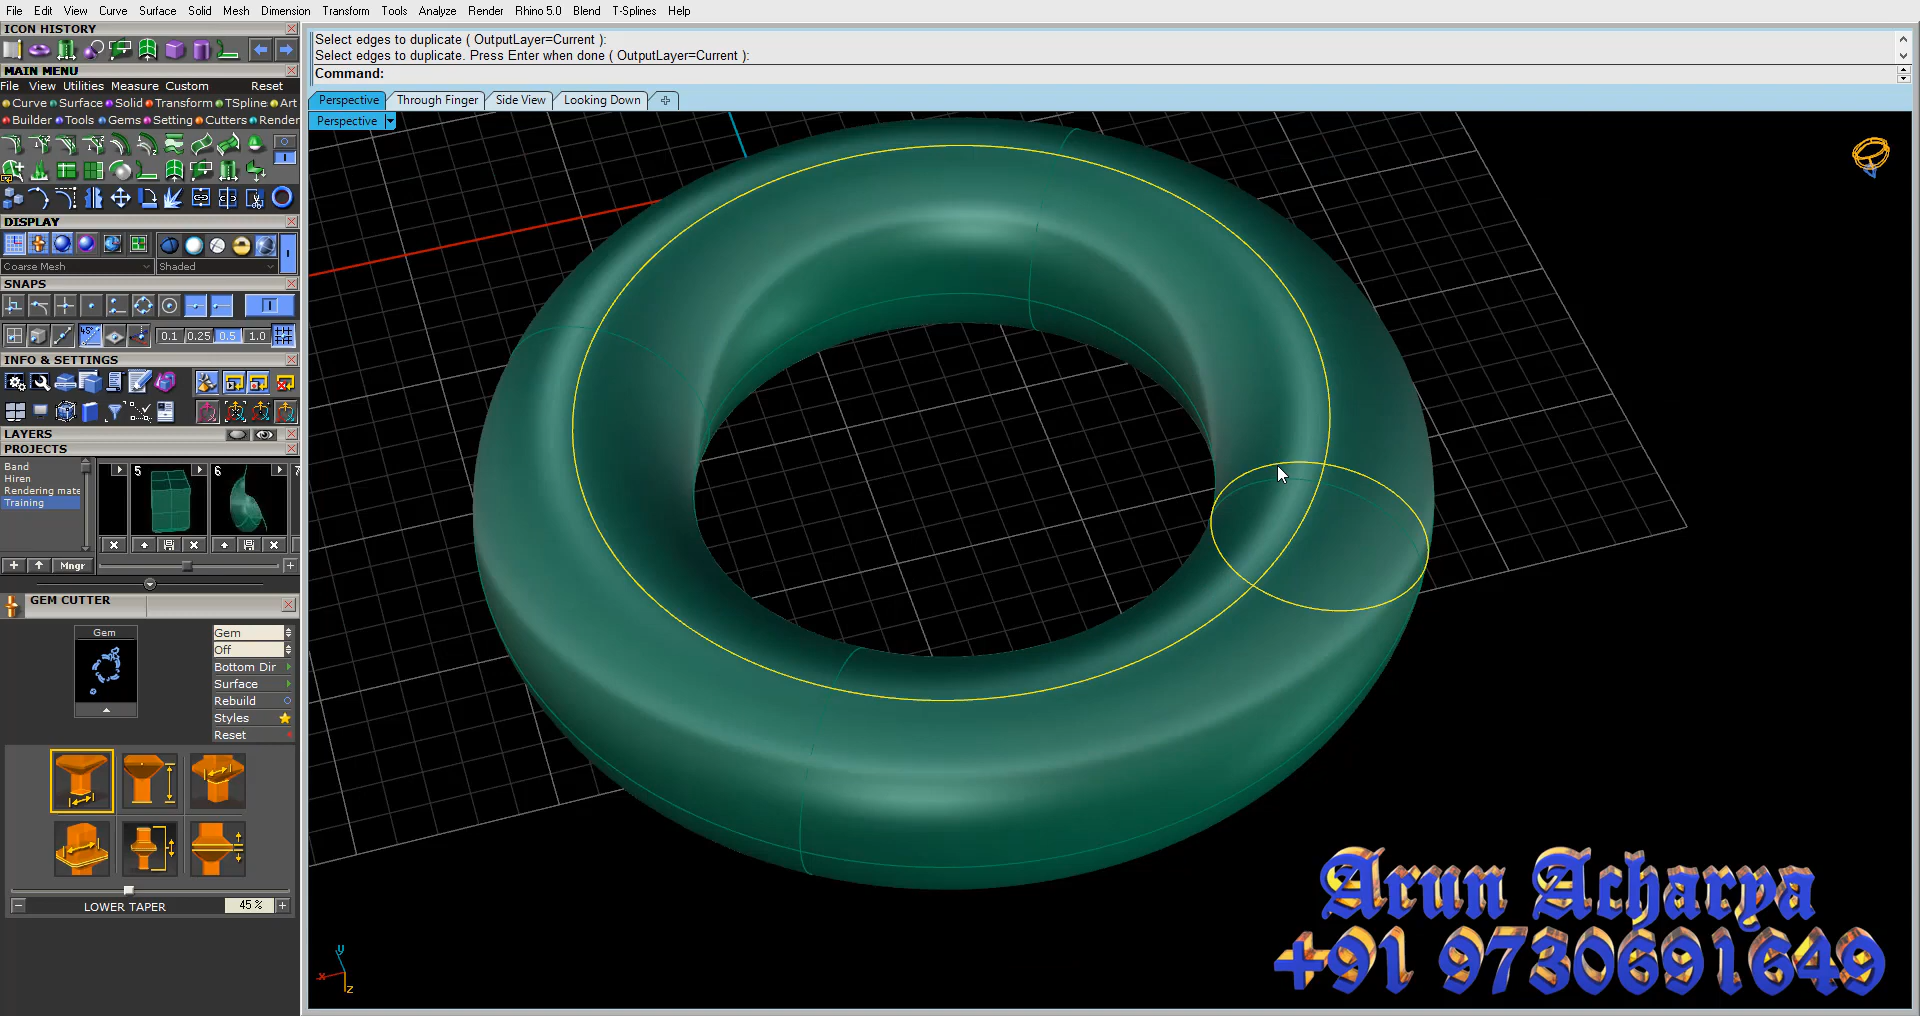 File Edit View Curve Surface Solid Mesh Dimension Transform Tools Analyze Render Rhino 5.0 Blend T-Splines Help
ICON HISTORY
Select edges to duplicate ( OutputLayer=Current ):
Select edges to duplicate. Press Enter when done ( OutputLayer=Current ):
Command:
MAIN MENU
File View Utilities Measure Custom Reset
Curve Surface Solid Transform TSpline Art
Builder Tools Gems Setting Cutters Render
Perspective Through Finger Side View Looking Down
Perspective
DISPLAY
Coarse Mesh Shaded
SNAPS
45°
0.1 0.25 0.5 1.0
INFO & SETTINGS
LAYERS
PROJECTS
Band
Hiren
Rendering mate
Training
5 6 7
Mngr
GEM CUTTER
Gem
Gem
Off
Bottom Dir
Surface
Rebuild
Styles
Reset
LOWER TAPER 45 %
y
x
z
Arun Acharya
+91 9730691649